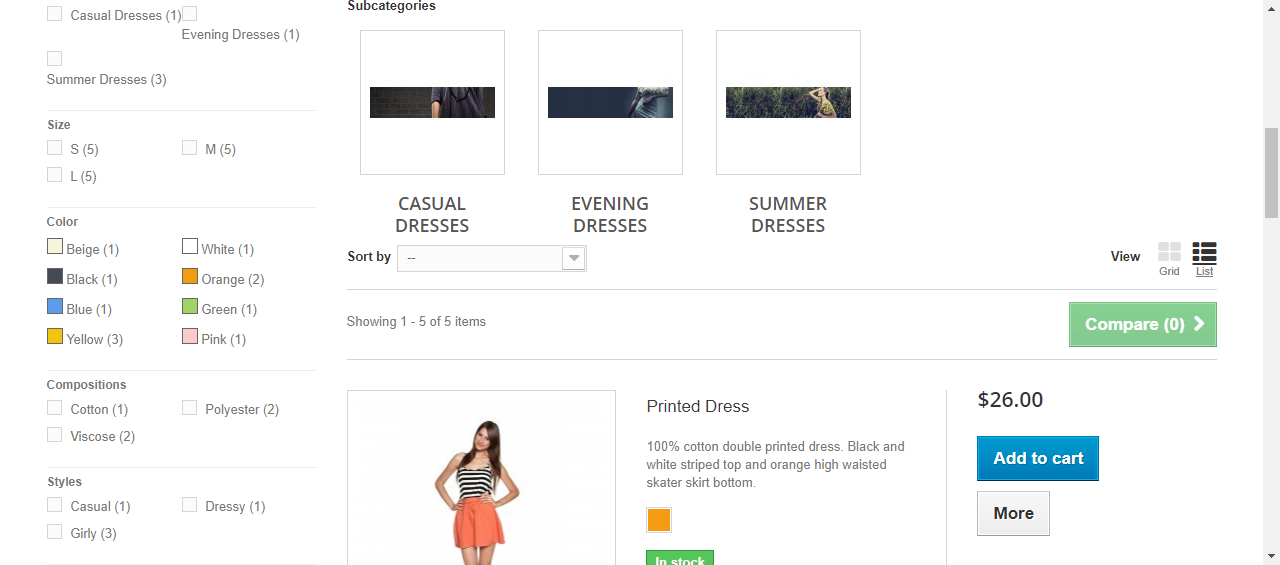 Casual Dresses (1)
Evening Dresses (1)
Summer Dresses (3)
Size
S (5)
M (5)
L (5)
Color
Beige (1)
White (1)
Black (1)
Orange (2)
Blue (1)
Green (1)
Yellow (3)
Pink (1)
Compositions
Cotton (1)
Polyester (2)
Viscose (2)
Styles
Casual (1)
Dressy (1)
Girly (3)
Subcategories
CASUAL
DRESSES
EVENING
DRESSES
SUMMER
DRESSES
Sort by
--
View
Grid
List
Showing 1 - 5 of 5 items
Compare (0)
Printed Dress
100% cotton double printed dress. Black and
white striped top and orange high waisted
skater skirt bottom.
In stock
$26.00
Add to cart
More